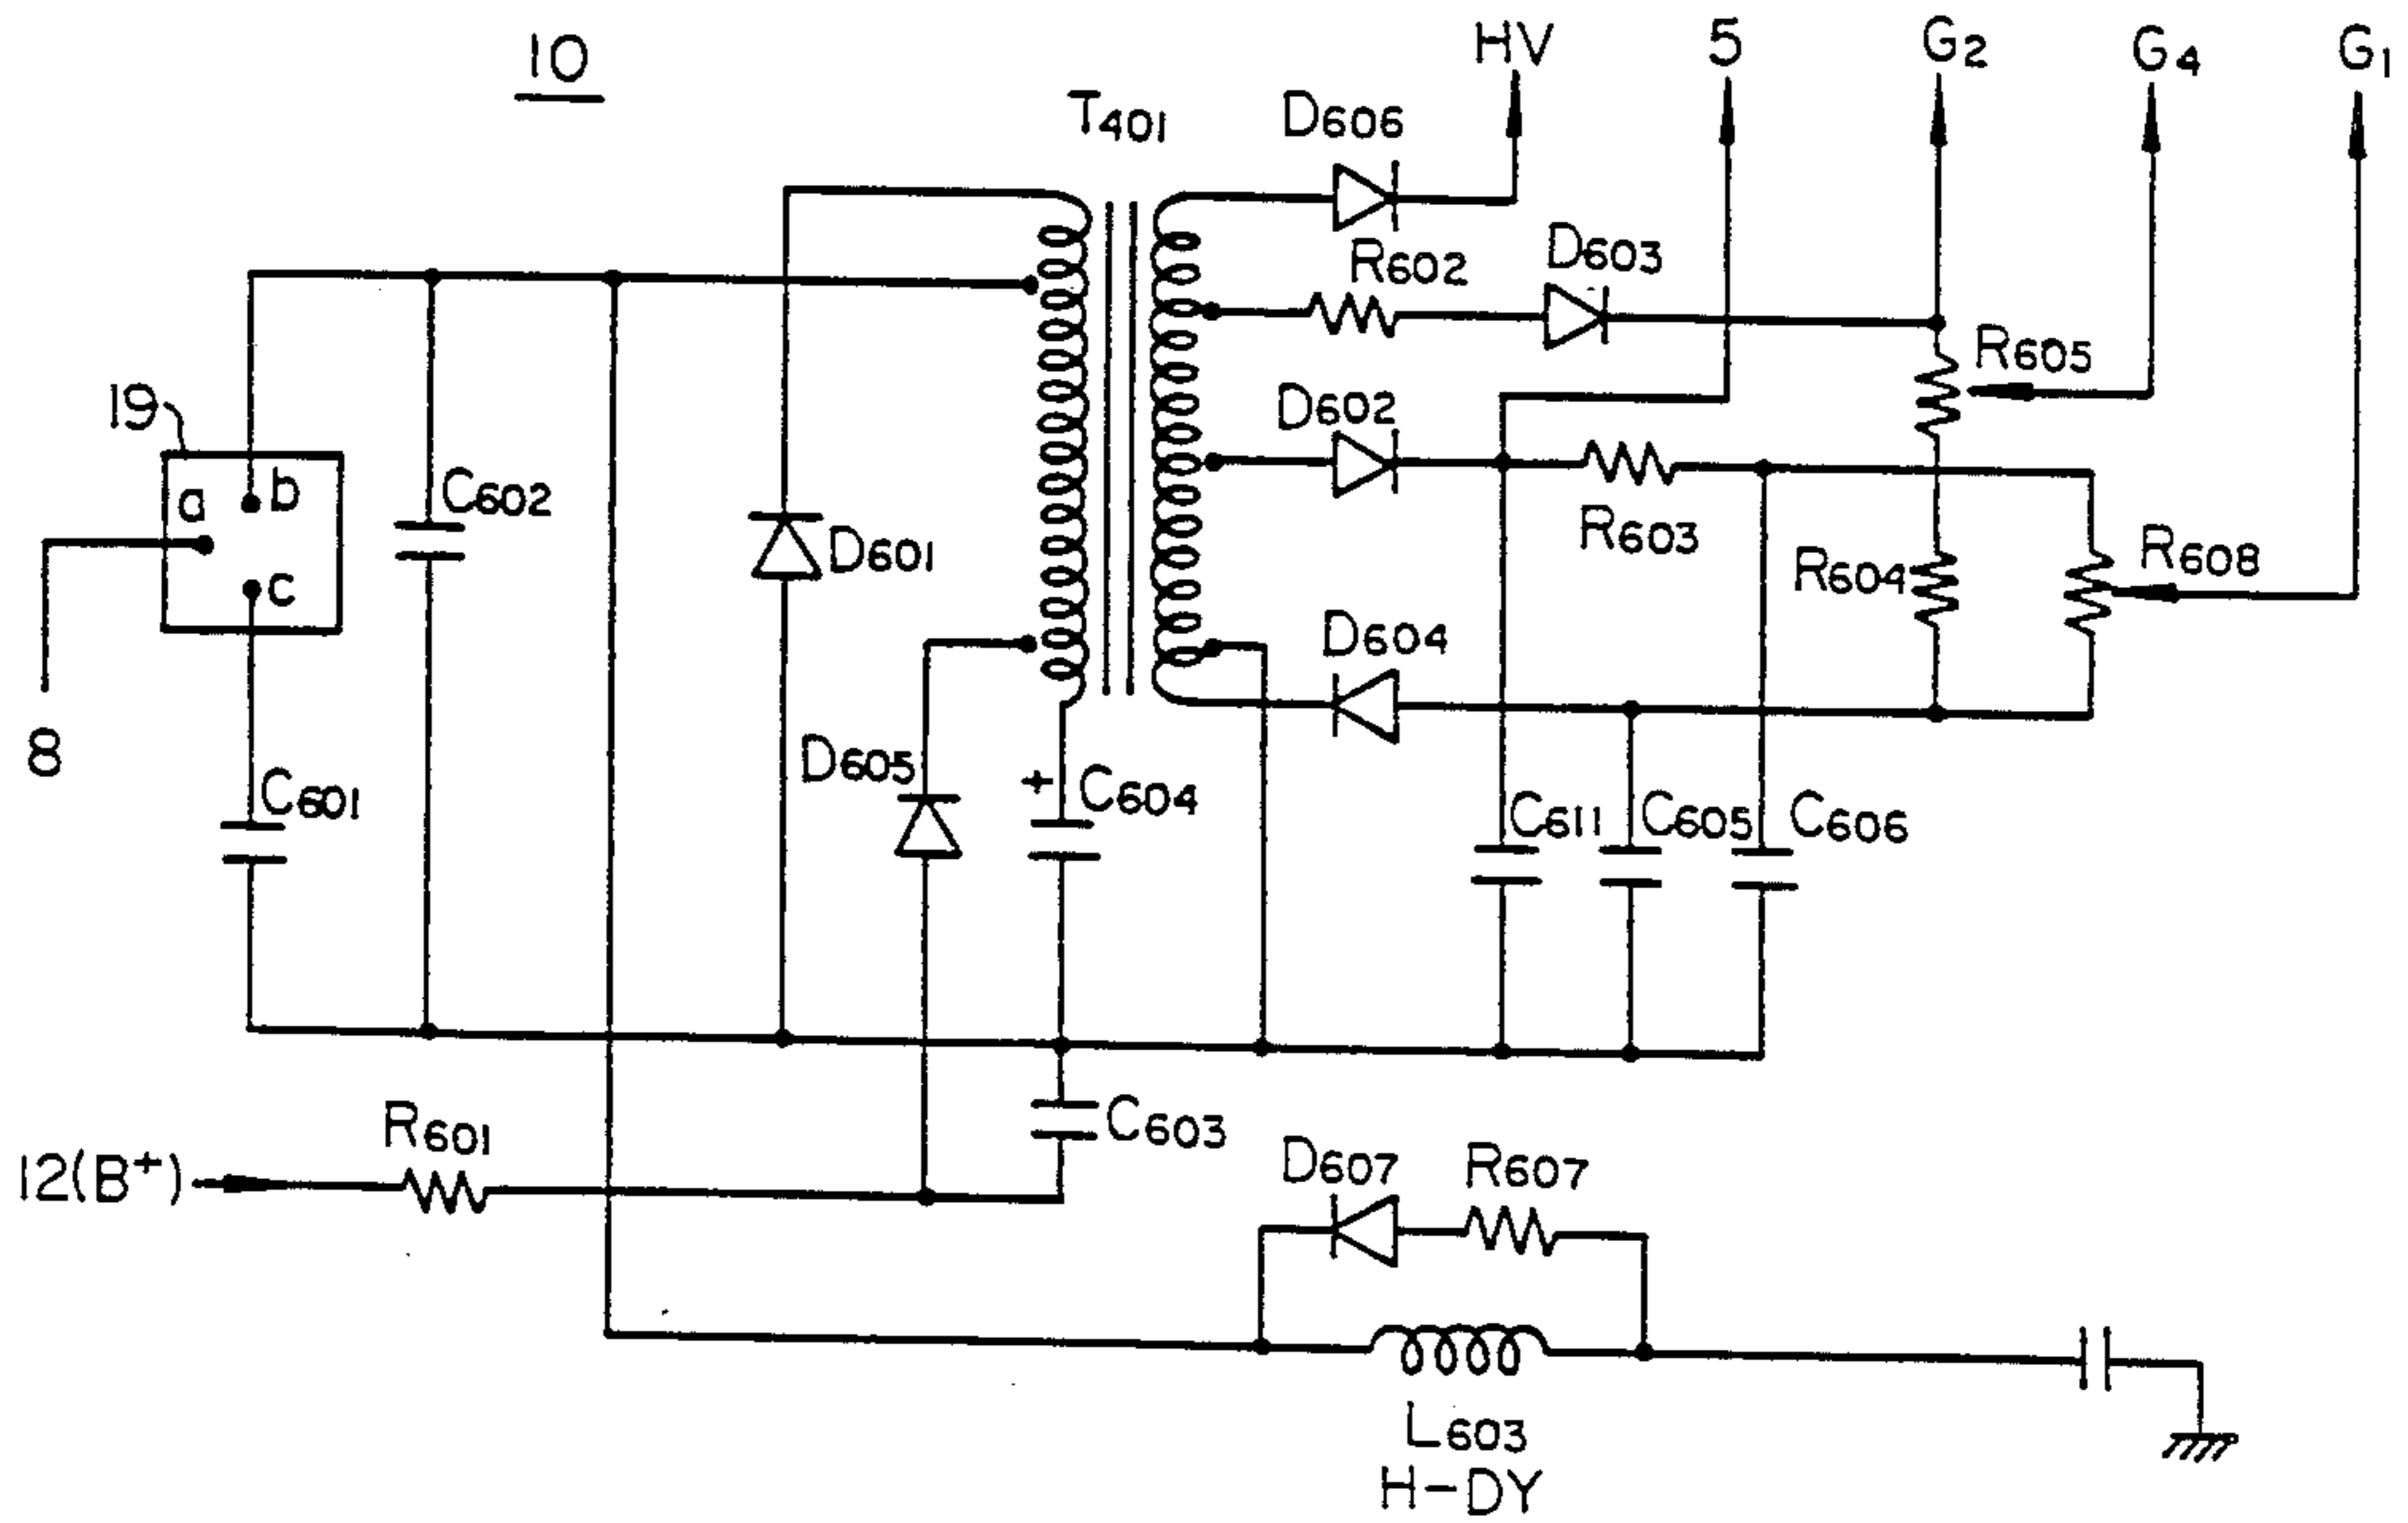 10
HV
5
G2
G4
G1
T401
D606
R602
D603
R605
19
D602
a
b
c
C602
D601
R603
R604
R608
D604
8
C601
D605
+
C604
C611
C605
C606
R601
C603
12(B+)
D607
R607
L603
H-DY